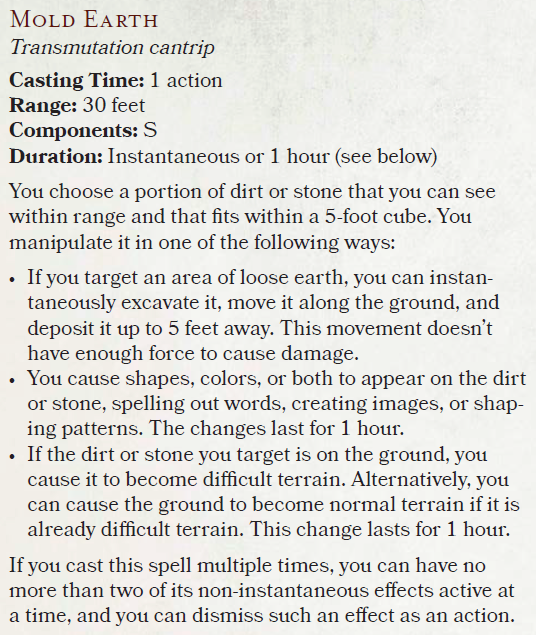 Mold Earth
Transmutation cantrip
Casting Time: 1 action
Range: 30 feet
Components: S
Duration: Instantaneous or 1 hour (see below)
You choose a portion of dirt or stone that you can see
within range and that fits within a 5-foot cube. You
manipulate it in one of the following ways:
• If you target an area of loose earth, you can instan-
taneously excavate it, move it along the ground, and
deposit it up to 5 feet away. This movement doesn't
have enough force to cause damage.
• You cause shapes, colors, or both to appear on the dirt
or stone, spelling out words, creating images, or shap-
ing patterns. The changes last for 1 hour.
• If the dirt or stone you target is on the ground, you
cause it to become difficult terrain. Alternatively, you
can cause the ground to become normal terrain if it is
already difficult terrain. This change lasts for 1 hour.
If you cast this spell multiple times, you can have no
more than two of its non-instantaneous effects active at
a time, and you can dismiss such an effect as an action.